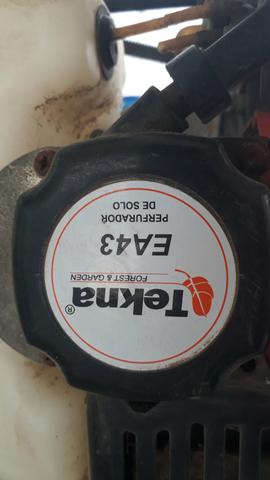 Tekna®
FOREST & GARDEN
EA43
PERFURADOR
DE SOLO